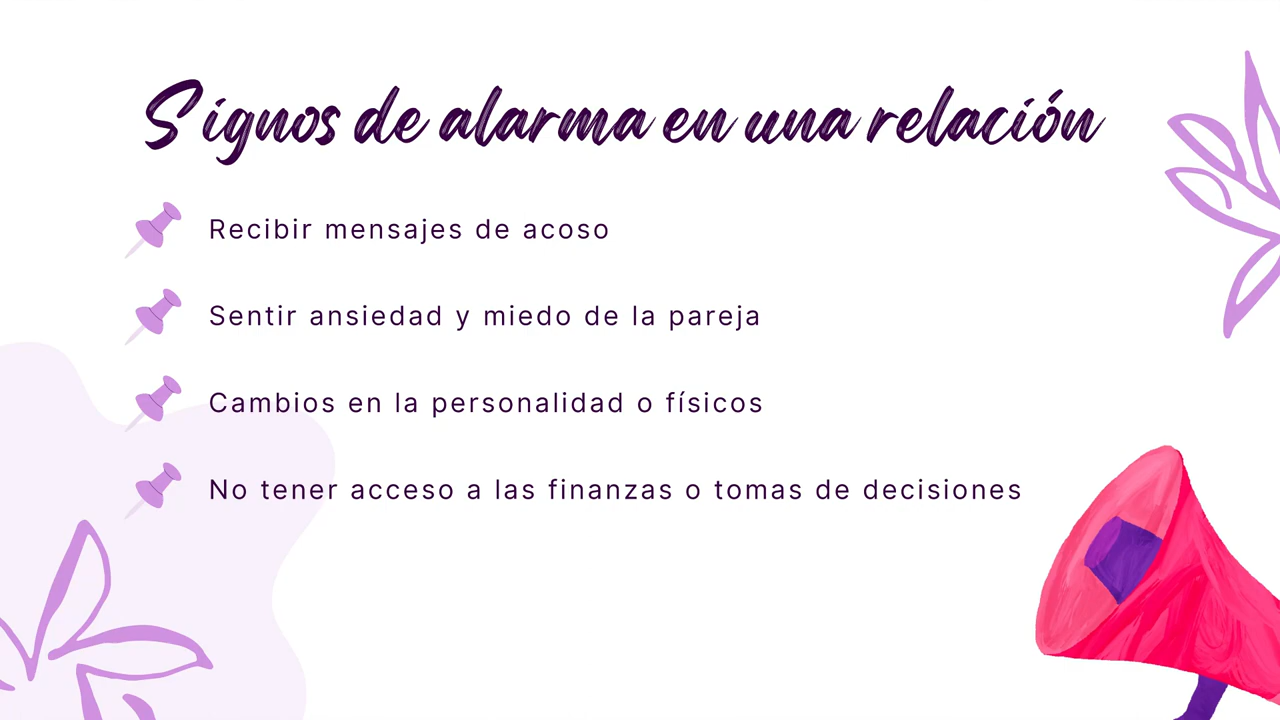 Signos de alarma en una relación
Recibir mensajes de acoso
Sentir ansiedad y miedo de la pareja
Cambios en la personalidad o físicos
No tener acceso a las finanzas o tomas de decisiones